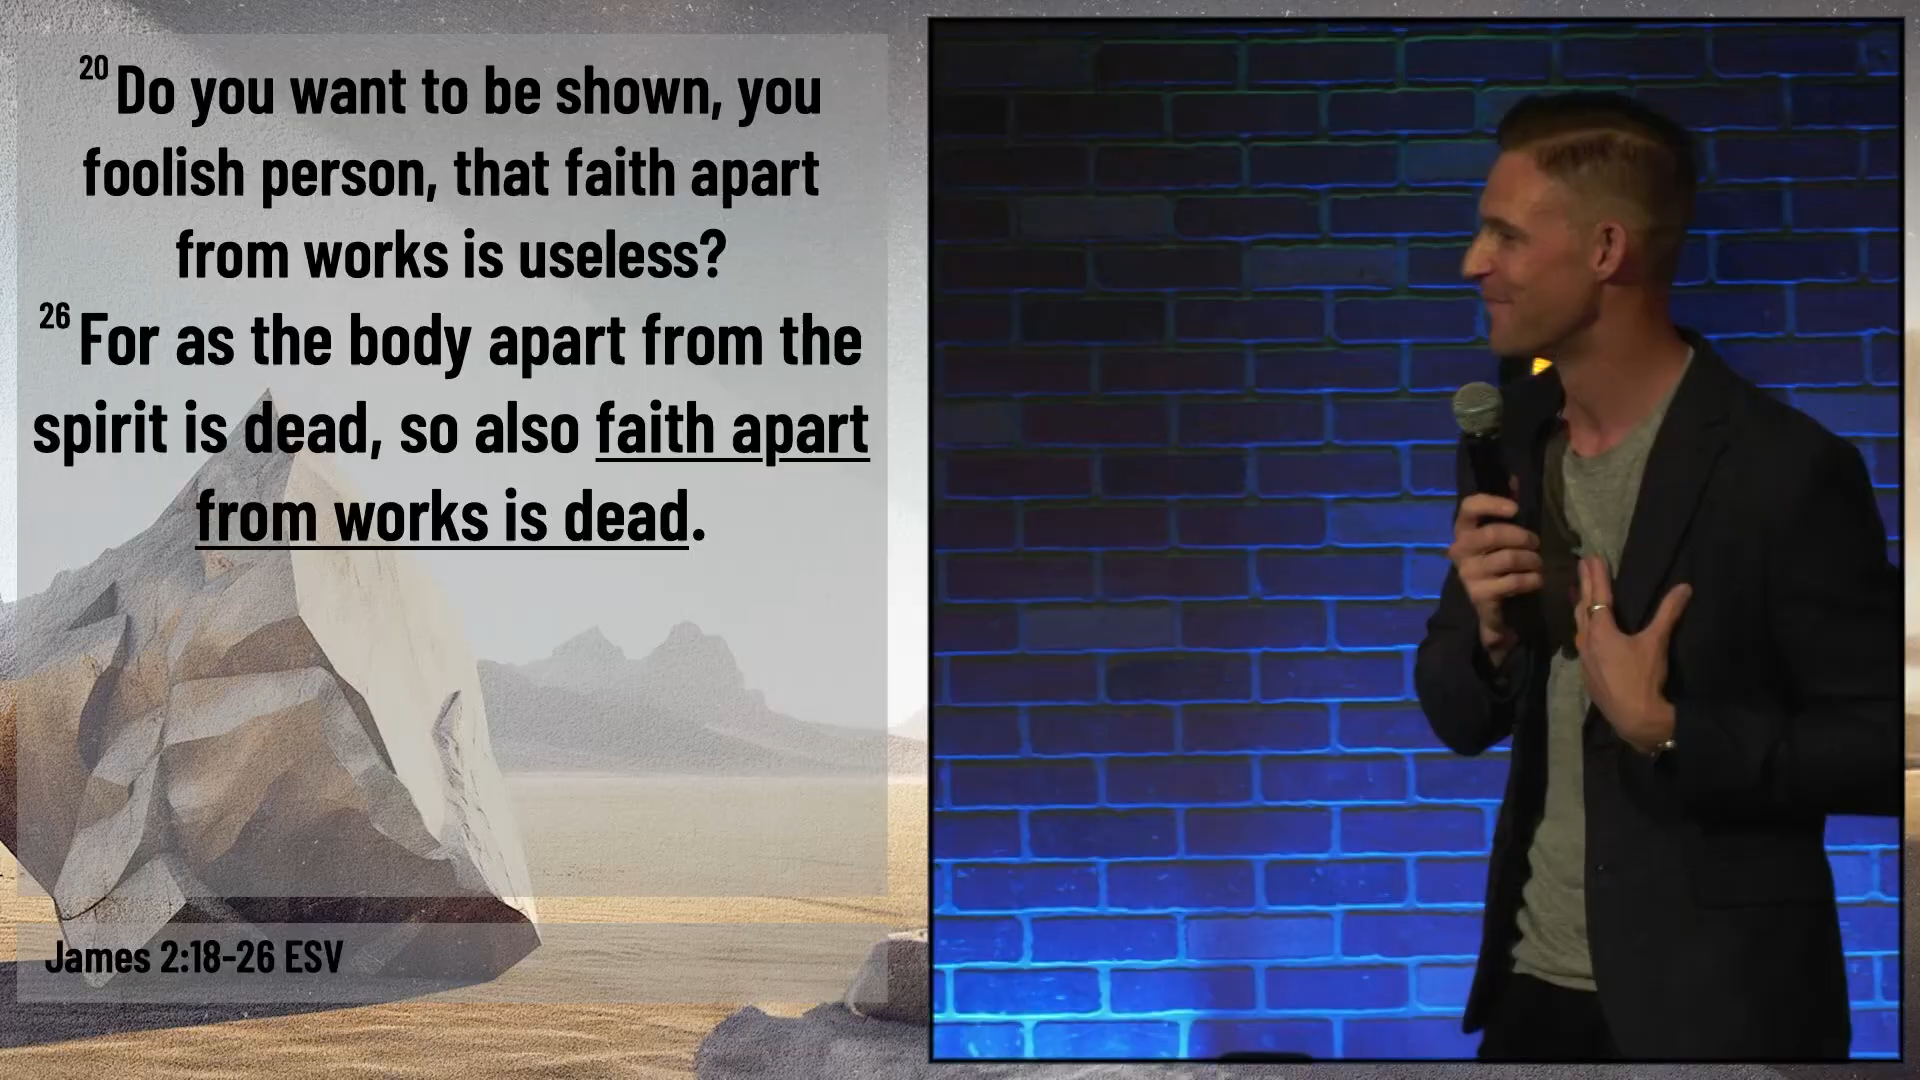 20 Do you want to be shown, you
foolish person, that faith apart
from works is useless?
26 For as the body apart from the
spirit is dead, so also faith apart
from works is dead.
James 2:18-26 ESV